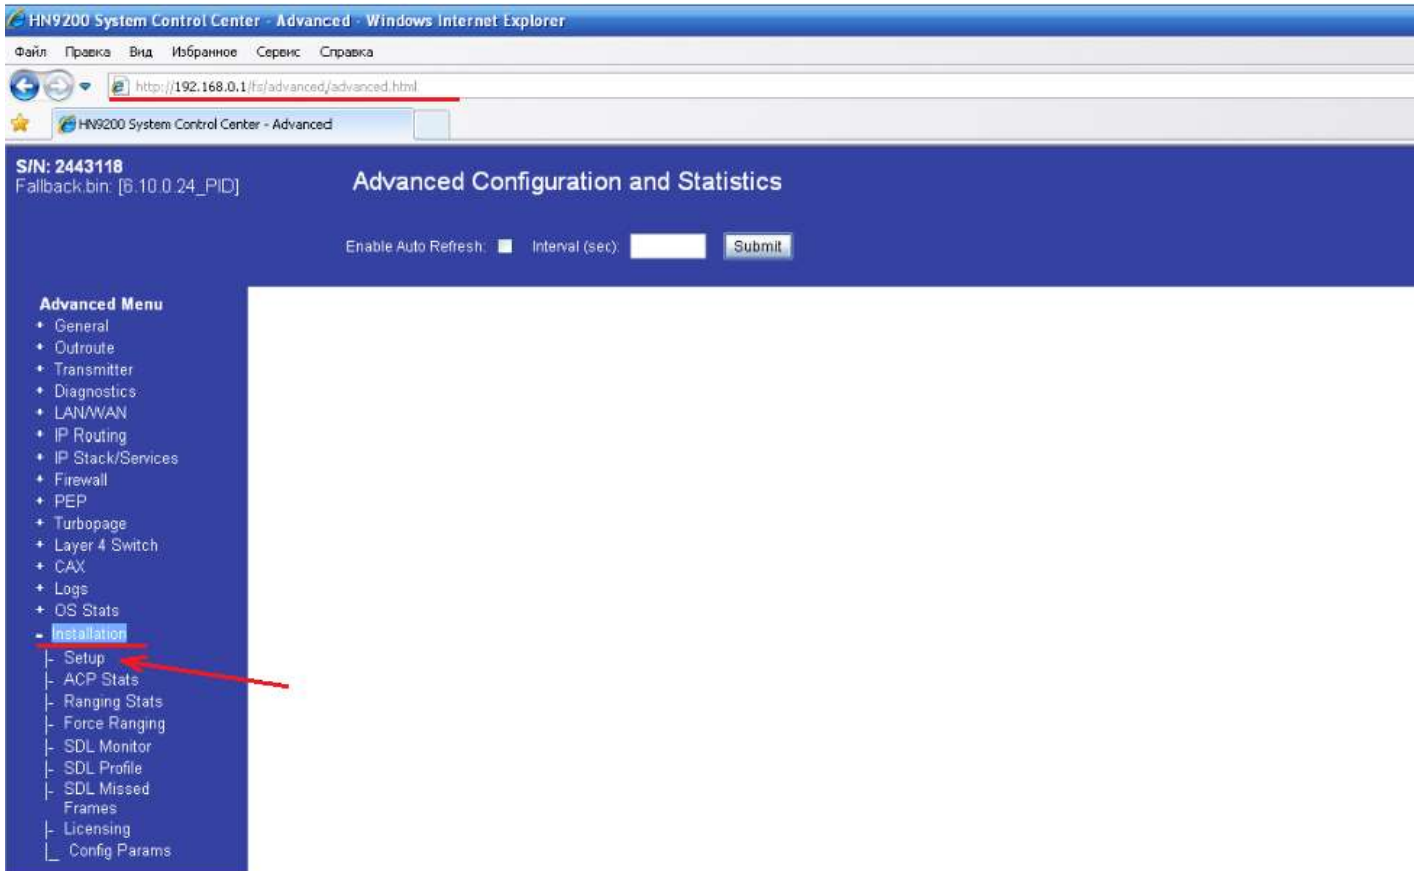 HN9200 System Control Center - Advanced - Windows Internet Explorer
Файл Правка Вид Избранное Сервис Справка
http://192.168.0.1/fs/advanced/advanced.html
HN9200 System Control Center - Advanced
S/N: 2443118
Fallback.bin: [6.10.0.24_PID]
Advanced Configuration and Statistics
Enable Auto Refresh: Interval (sec): Submit
Advanced Menu
+ General
+ Outroute
+ Transmitter
+ Diagnostics
+ LAN/WAN
+ IP Routing
+ IP Stack/Services
+ Firewall
+ PEP
+ Turbopage
+ Layer 4 Switch
+ CAX
+ Logs
+ OS Stats
- Installation
|- Setup
|- ACP Stats
|- Ranging Stats
|- Force Ranging
|- SDL Monitor
|- SDL Profile
|- SDL Missed
Frames
|- Licensing
|_ Config Params